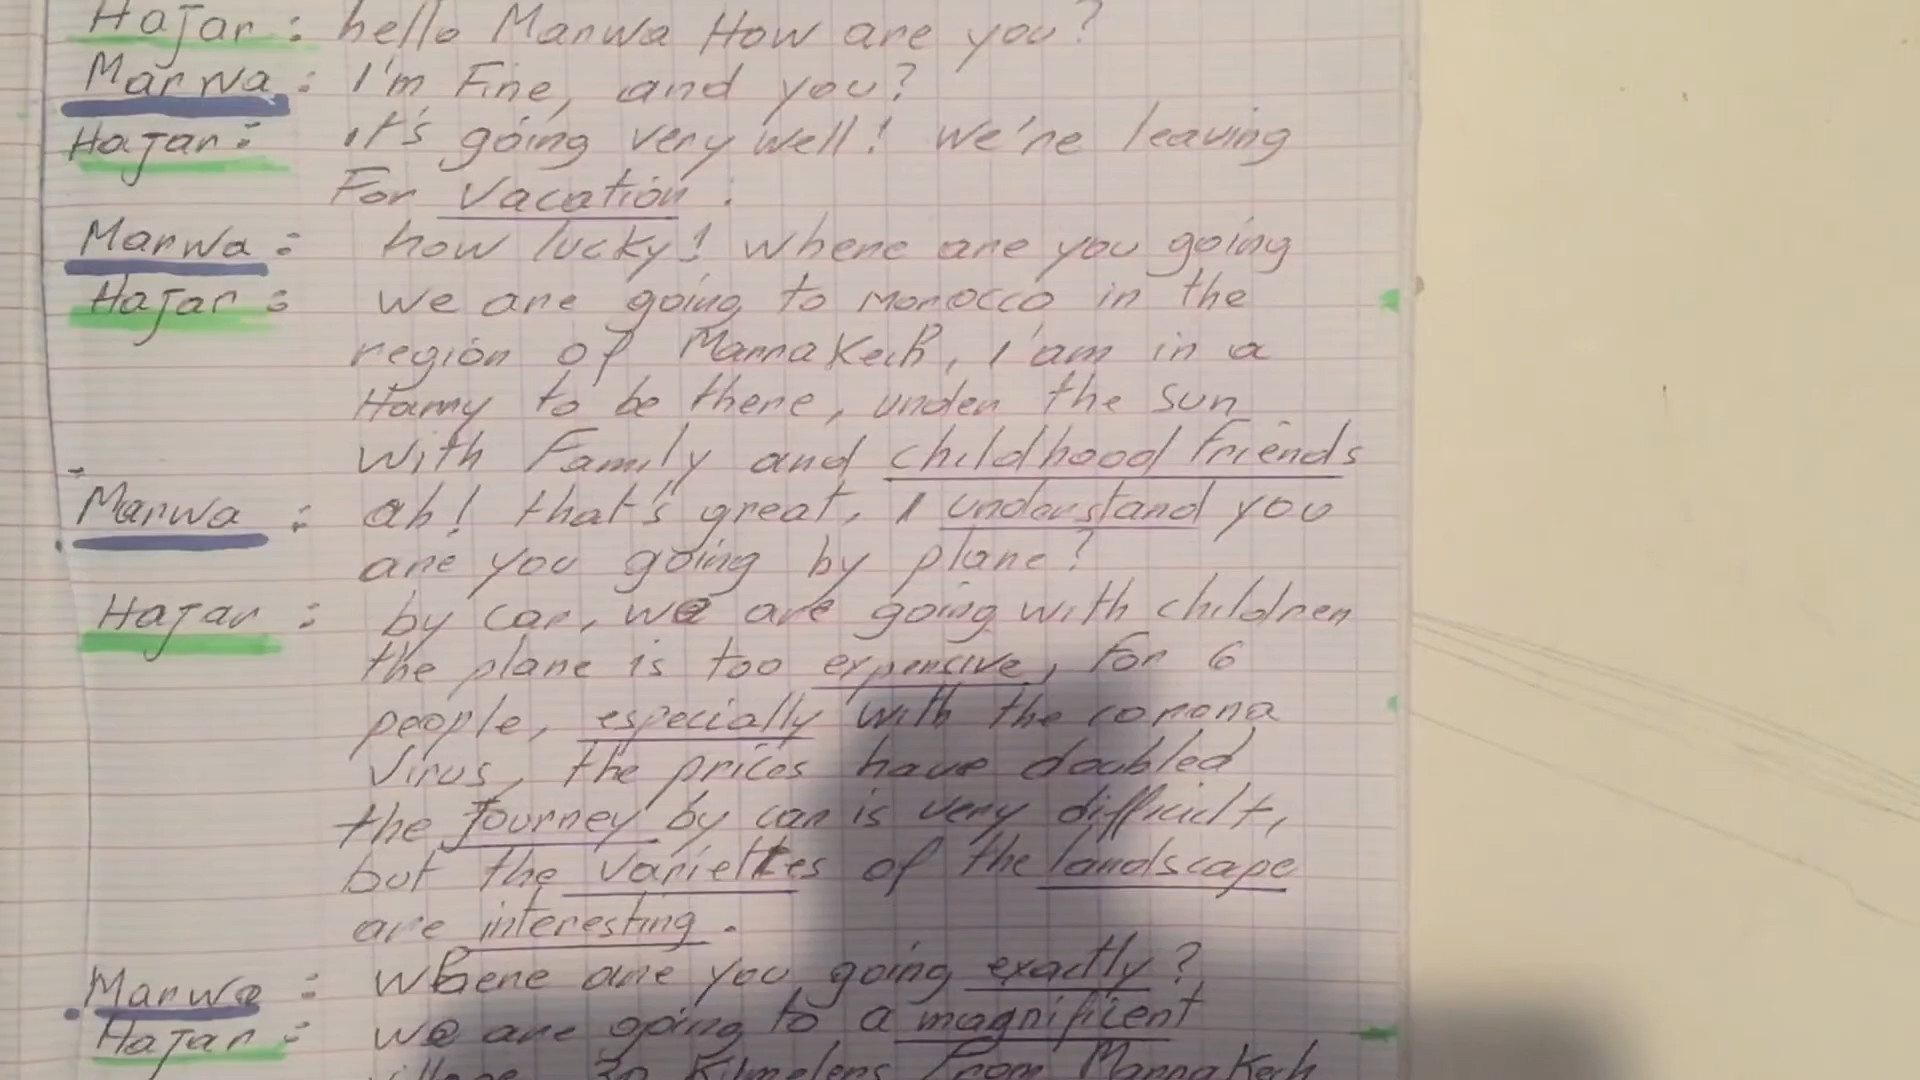 Hajar : hello Marwa How are you?
Marwa : I'm Fine, and you?
Hajar : it's going very well! we're leaving
For vacation .
Marwa : how lucky! where are you going
Hajar : we are going to Morocco in the
region of Marrakech, I'am in a
Harry to be there, under the sun
with Family and childhood friends
Marwa : ah! that's great, I understand you
are you going by plane?
Hajar : by car, we are going with children
the plane is too expensive, for 6
people, especially with the corona
virus, the prices have doubled
the journey by car is very difficult,
but the varieties of the landscape
are interesting .
Marwa : Where are you going exactly?
Hajar : we are going to a magnificent
village 30 Kilmeters From Marrakech